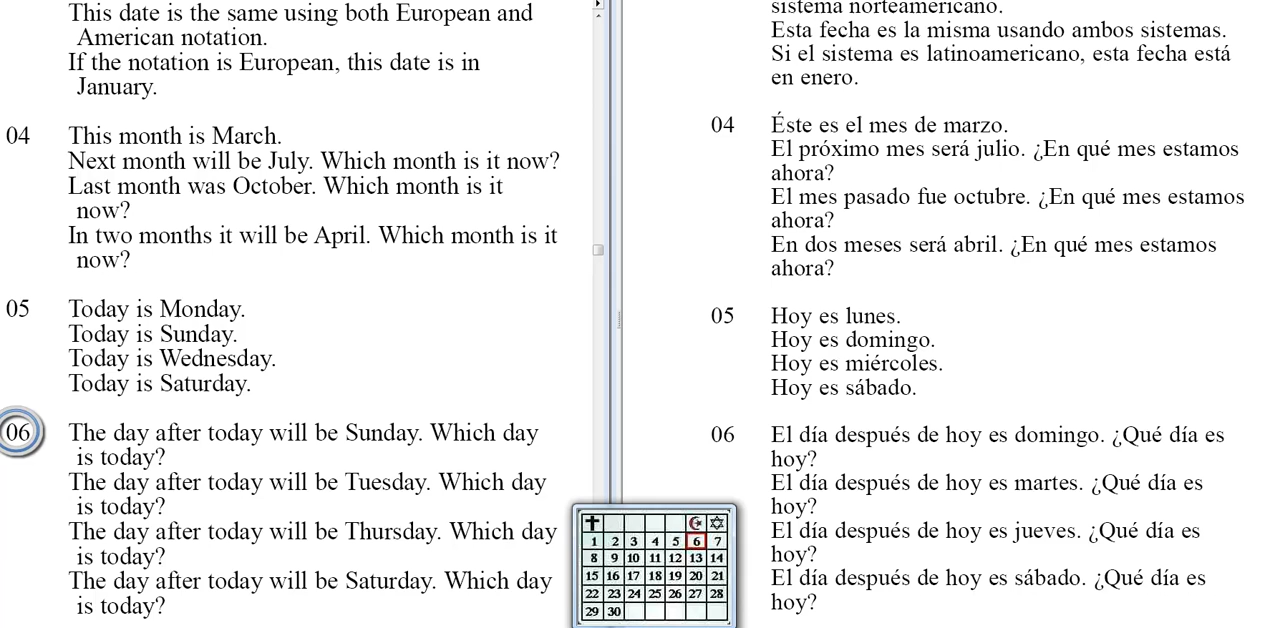 This date is the same using both European and
American notation.
If the notation is European, this date is in
January.
04 This month is March.
Next month will be July. Which month is it now?
Last month was October. Which month is it
now?
In two months it will be April. Which month is it
now?
05 Today is Monday.
Today is Sunday.
Today is Wednesday.
Today is Saturday.
06 The day after today will be Sunday. Which day
is today?
The day after today will be Tuesday. Which day
is today?
The day after today will be Thursday. Which day
is today?
The day after today will be Saturday. Which day
is today?
sistema norteamericano.
Esta fecha es la misma usando ambos sistemas.
Si el sistema es latinoamericano, esta fecha está
en enero.
04 Éste es el mes de marzo.
El próximo mes será julio. ¿En qué mes estamos
ahora?
El mes pasado fue octubre. ¿En qué mes estamos
ahora?
En dos meses será abril. ¿En qué mes estamos
ahora?
05 Hoy es lunes.
Hoy es domingo.
Hoy es miércoles.
Hoy es sábado.
06 El día después de hoy es domingo. ¿Qué día es
hoy?
El día después de hoy es martes. ¿Qué día es
hoy?
El día después de hoy es jueves. ¿Qué día es
hoy?
El día después de hoy es sábado. ¿Qué día es
hoy?
1 2 3 4 5 6 7
8 9 10 11 12 13 14
15 16 17 18 19 20 21
22 23 24 25 26 27 28
29 30